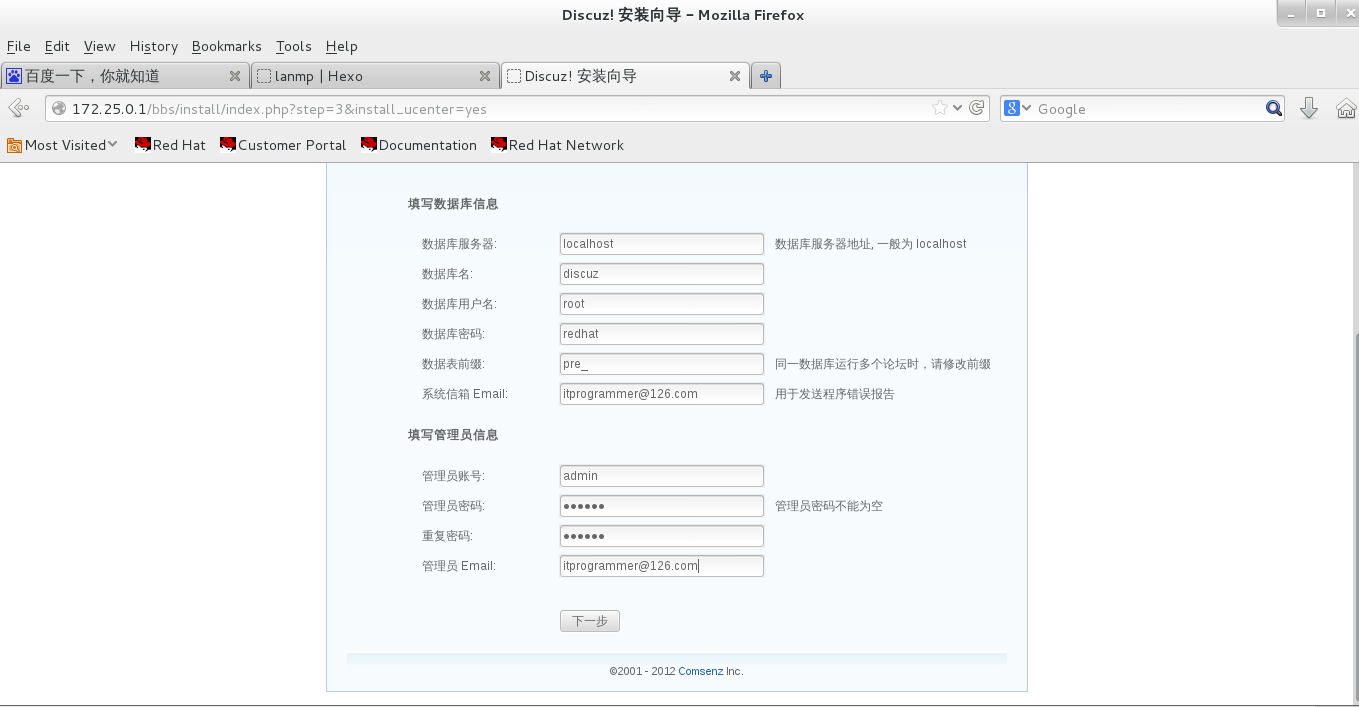 Discuz! 安装向导 - Mozilla Firefox
File Edit View History Bookmarks Tools Help
百度一下，你就知道 lanmp | Hexo Discuz! 安装向导
172.25.0.1/bbs/install/index.php?step=3&install_ucenter=yes Google
Most Visited Red Hat Customer Portal Documentation Red Hat Network
填写数据库信息
数据库服务器: localhost 数据库服务器地址, 一般为 localhost
数据库名: discuz
数据库用户名: root
数据库密码: redhat
数据表前缀: pre_ 同一数据库运行多个论坛时，请修改前缀
系统信箱 Email: itprogrammer@126.com 用于发送程序错误报告
填写管理员信息
管理员账号: admin
管理员密码: ●●●●●● 管理员密码不能为空
重复密码: ●●●●●●
管理员 Email: itprogrammer@126.com
下一步
©2001 - 2012 Comsenz Inc.